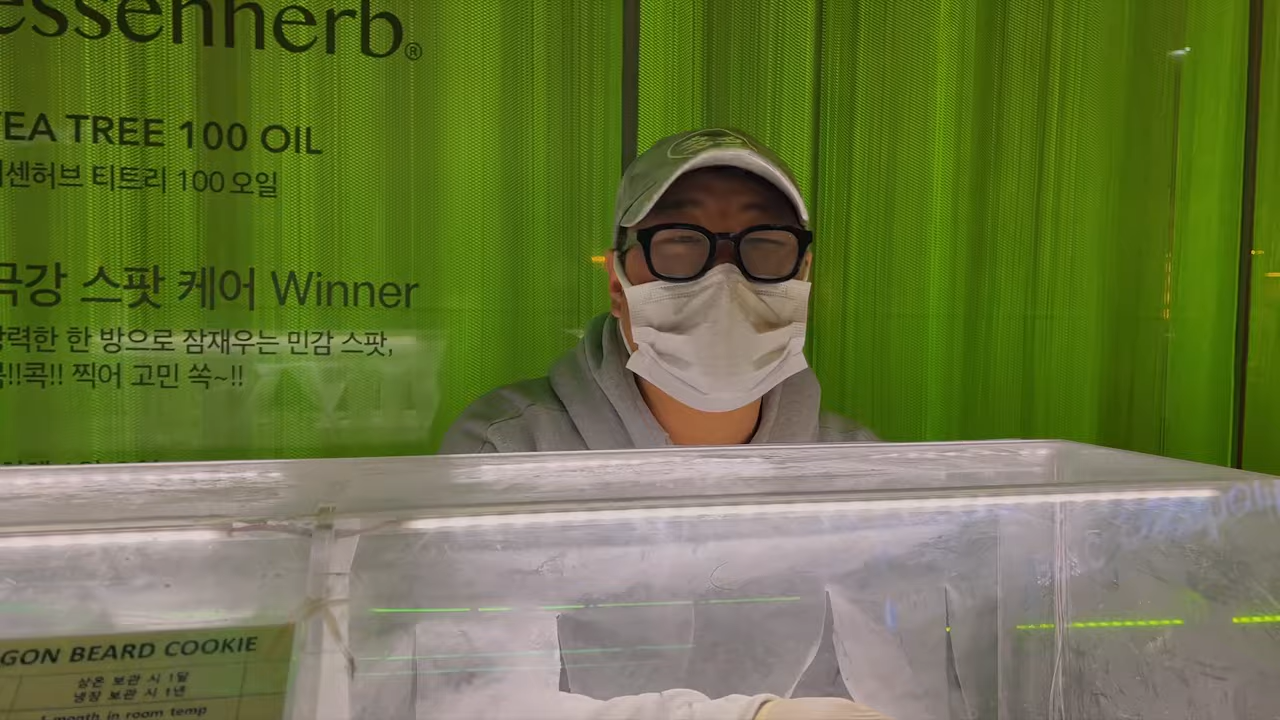 essenherb®
TEA TREE 100 OIL
에센허브 티트리 100 오일
극강 스팟 케어 Winner
강력한 한 방으로 잠재우는 민감 스팟,
콕!!콕!! 찍어 고민 쏙~!!
GON BEARD COOKIE
상온 보관 시 1달
냉장 보관 시 1년
1 month in room temp